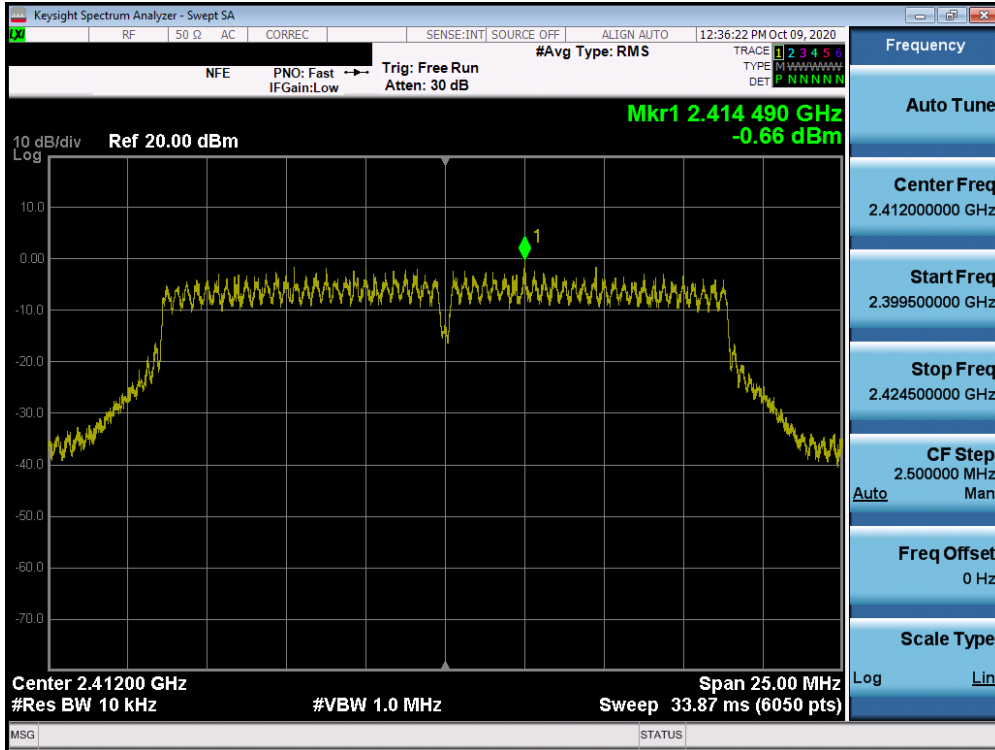 Keysight Spectrum Analyzer - Swept SA
LXI RF 50 Ω AC CORREC SENSE:INT SOURCE OFF ALIGN AUTO 12:36:22 PM Oct 09, 2020
#Avg Type: RMS
TRACE 1 2 3 4 5 6
TYPE M W W W W W
DET P N N N N N
NFE PNO: Fast Trig: Free Run
IFGain:Low Atten: 30 dB
Mkr1 2.414 490 GHz
-0.66 dBm
10 dB/div Ref 20.00 dBm
Log
1
10.0
0.00
-10.0
-20.0
-30.0
-40.0
-50.0
-60.0
-70.0
Center 2.41200 GHz Span 25.00 MHz
#Res BW 10 kHz #VBW 1.0 MHz Sweep 33.87 ms (6050 pts)
MSG STATUS
Frequency
Auto Tune
Center Freq
2.412000000 GHz
Start Freq
2.399500000 GHz
Stop Freq
2.424500000 GHz
CF Step
2.500000 MHz
Auto Man
Freq Offset
0 Hz
Scale Type
Log Lin